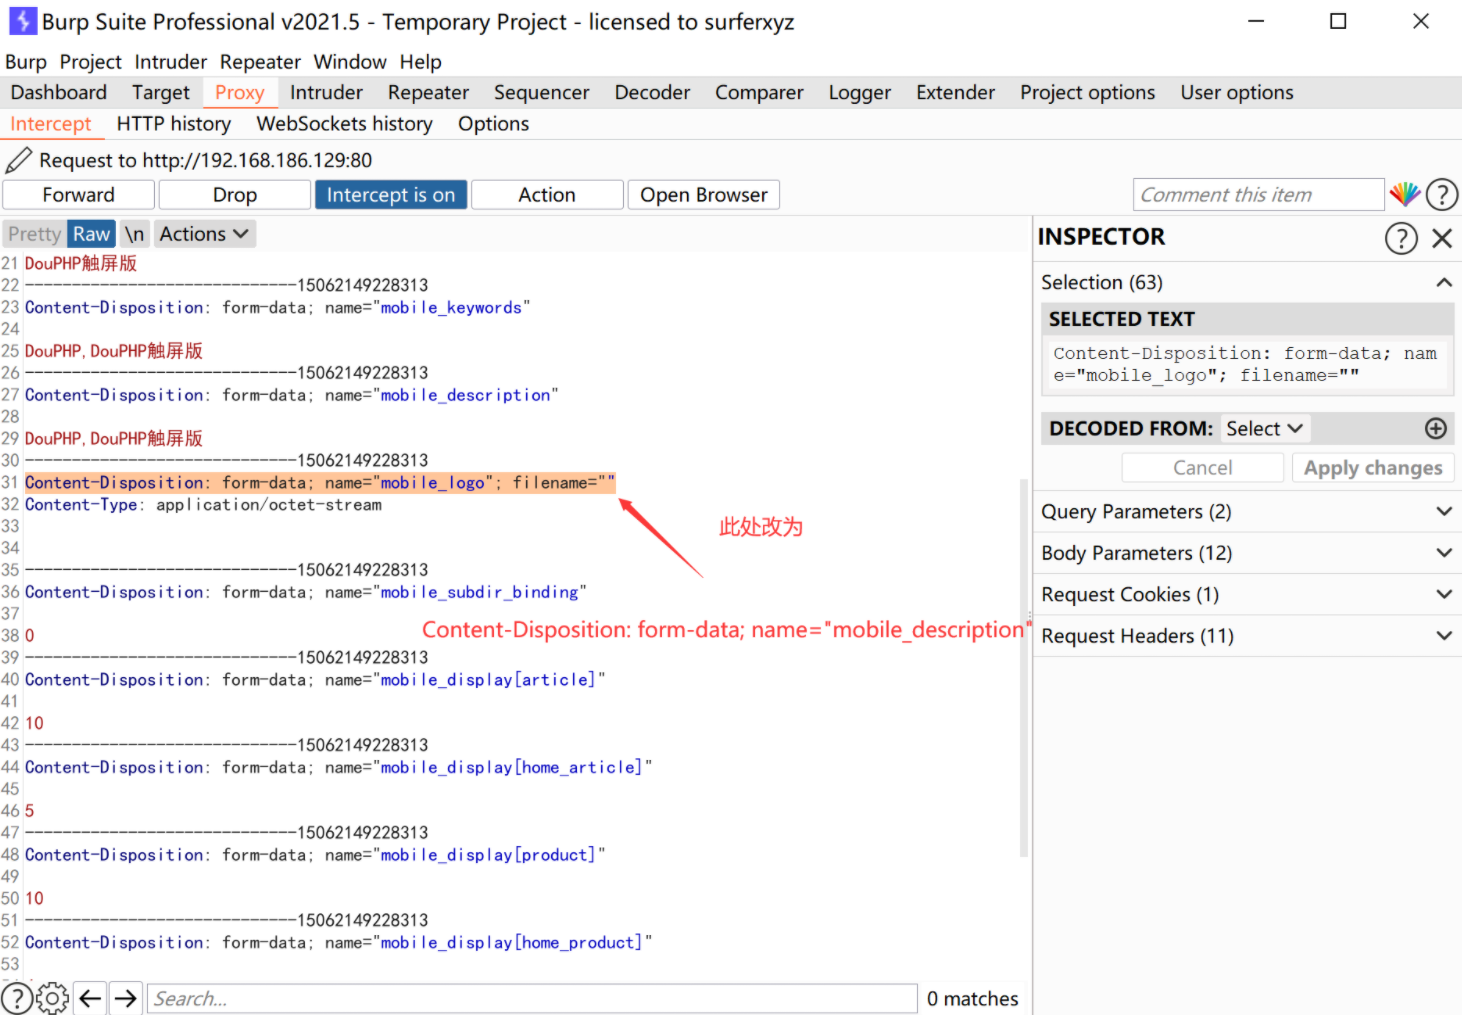 Burp Suite Professional v2021.5 - Temporary Project - licensed to surferxyz
Burp Project Intruder Repeater Window Help
Dashboard Target Proxy Intruder Repeater Sequencer Decoder Comparer Logger Extender Project options User options
Intercept HTTP history WebSockets history Options
Request to http://192.168.186.129:80
Forward Drop Intercept is on Action Open Browser Comment this item
Pretty Raw \n Actions
21 DouPHP触屏版
22 -----------------------------15062149228313
23 Content-Disposition: form-data; name="mobile_keywords"
24
25 DouPHP,DouPHP触屏版
26 -----------------------------15062149228313
27 Content-Disposition: form-data; name="mobile_description"
28
29 DouPHP,DouPHP触屏版
30 -----------------------------15062149228313
31 Content-Disposition: form-data; name="mobile_logo"; filename=""
32 Content-Type: application/octet-stream
33
34
35 -----------------------------15062149228313
36 Content-Disposition: form-data; name="mobile_subdir_binding"
37
38 0
39 -----------------------------15062149228313
40 Content-Disposition: form-data; name="mobile_display[article]"
41
42 10
43 -----------------------------15062149228313
44 Content-Disposition: form-data; name="mobile_display[home_article]"
45
46 5
47 -----------------------------15062149228313
48 Content-Disposition: form-data; name="mobile_display[product]"
49
50 10
51 -----------------------------15062149228313
52 Content-Disposition: form-data; name="mobile_display[home_product]"
53
此处改为
Content-Disposition: form-data; name="mobile_description"
Search...
0 matches
INSPECTOR
Selection (63)
SELECTED TEXT
Content-Disposition: form-data; nam
e="mobile_logo"; filename=""
DECODED FROM: Select
Cancel Apply changes
Query Parameters (2)
Body Parameters (12)
Request Cookies (1)
Request Headers (11)